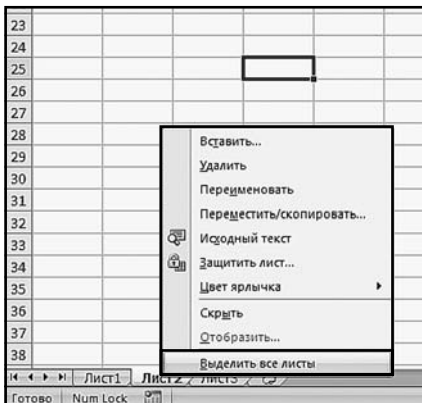 23
24
25
26
27
28
29
30
31
32
33
34
35
36
37
38
Вставить...
Удалить
Переименовать
Переместить/скопировать...
Исходный текст
Защитить лист...
Цвет ярлычка
Скрыть
Отобразить...
Выделить все листы
Лист1 Лист2 Лист3
Готово Num Lock